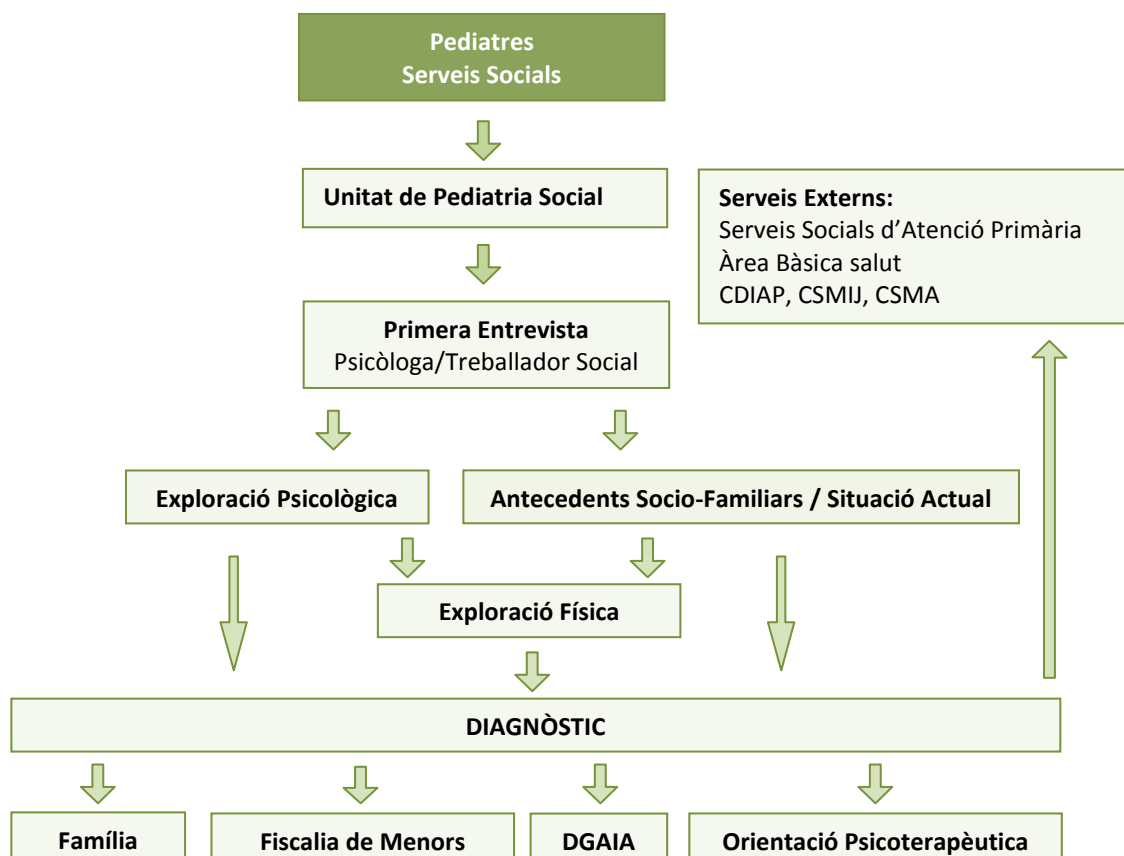 Pediatres
Serveis Socials
Unitat de Pediatria Social
Serveis Externs:
Serveis Socials d’Atenció Primària
Àrea Bàsica salut
CDIAP, CSMIJ, CSMA
Primera Entrevista
Psicòloga/Treballador Social
Exploració Psicològica
Antecedents Socio-Familiars / Situació Actual
Exploració Física
DIAGNÒSTIC
Família
Fiscalia de Menors
DGAIA
Orientació Psicoterapèutica